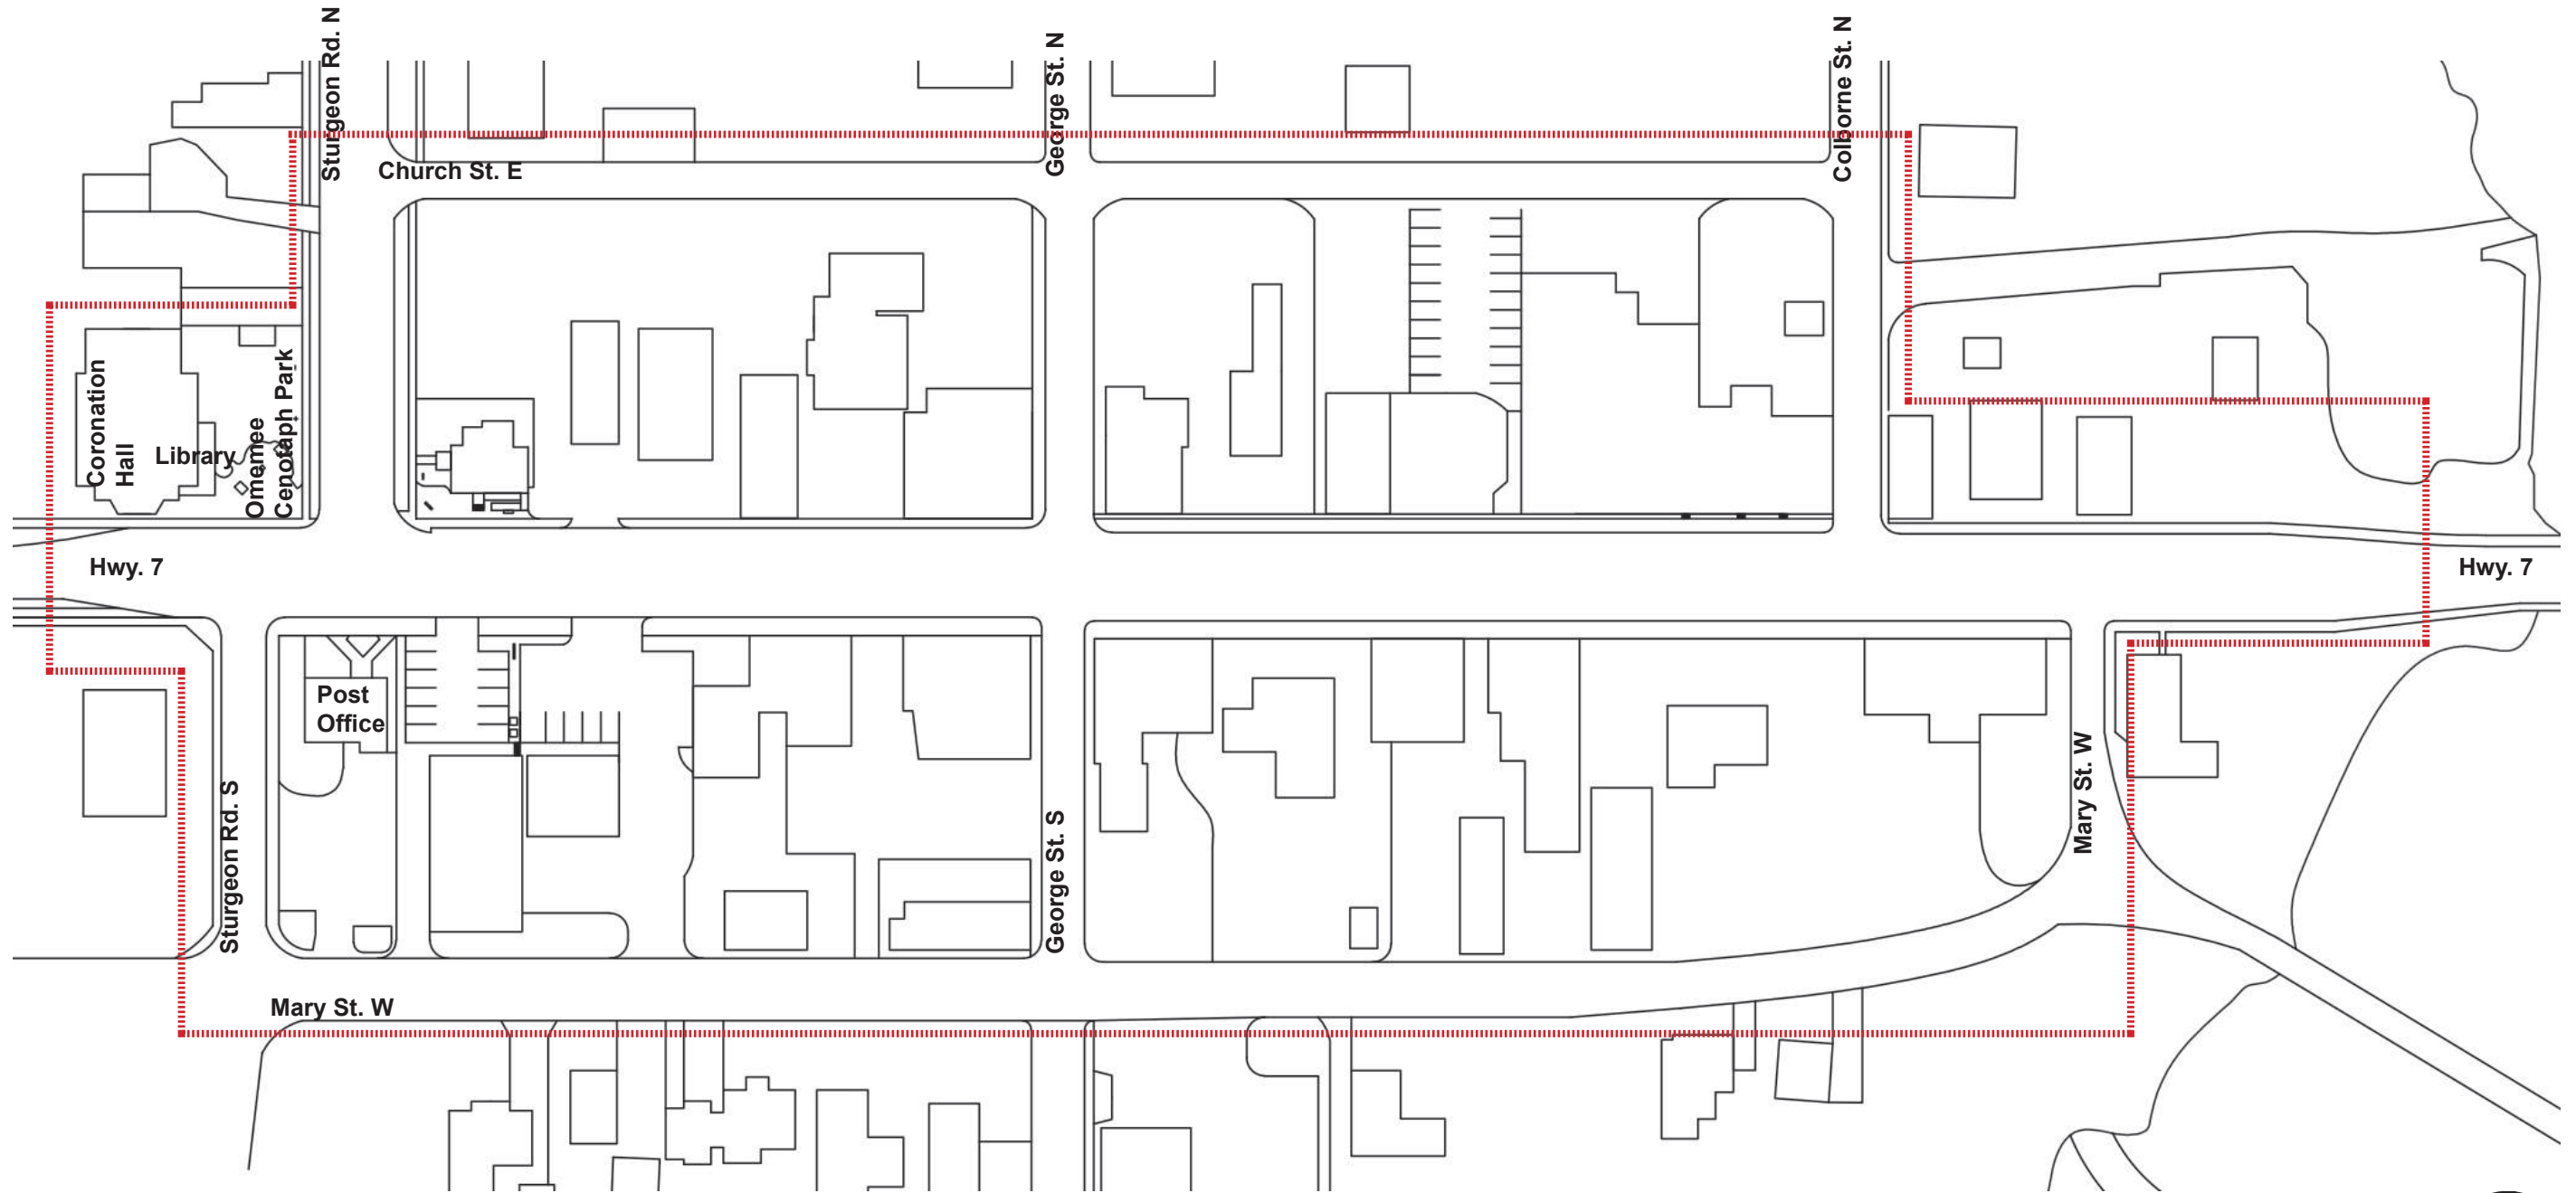 Sturgeon Rd. N
George St. N
Colborne St. N
Church St. E
Coronation
Hall
Library
Omemee
Cenotaph Park
Hwy. 7
Hwy. 7
Post
Office
Sturgeon Rd. S
George St. S
Mary St. W
Mary St. W